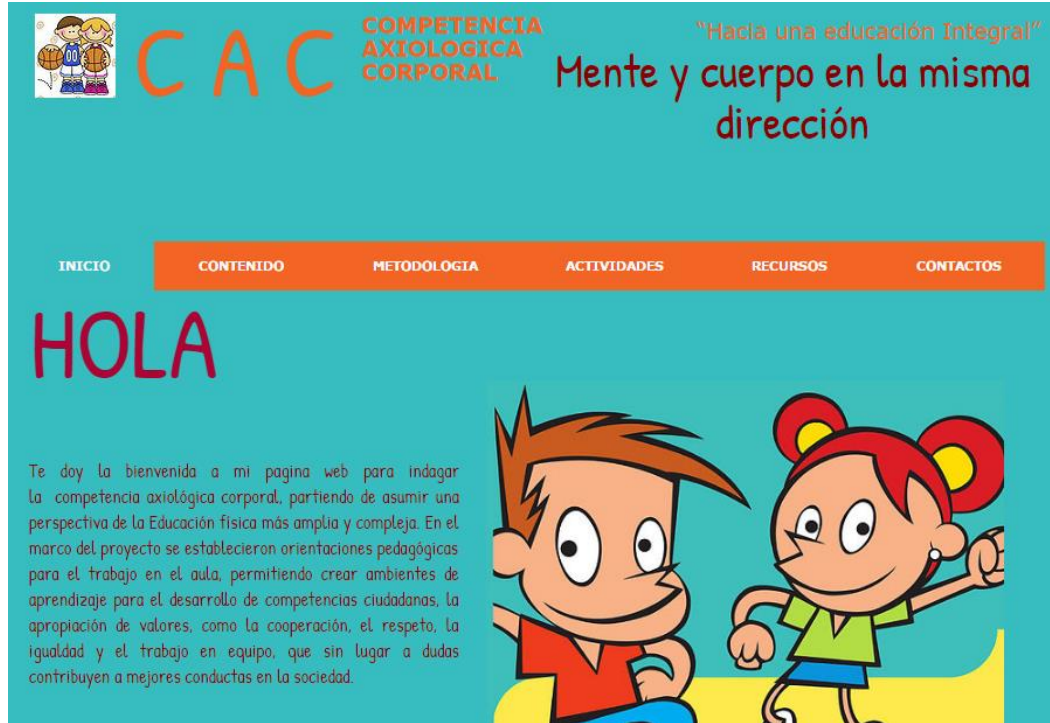 C A C
COMPETENCIA
AXIOLOGICA
CORPORAL
"Hacia una educación Integral"
Mente y cuerpo en la misma
dirección
INICIO CONTENIDO METODOLOGIA ACTIVIDADES RECURSOS CONTACTOS
HOLA
Te doy la bienvenida a mi pagina web para indagar
la competencia axiológica corporal, partiendo de asumir una
perspectiva de la Educación física más amplia y compleja. En el
marco del proyecto se establecieron orientaciones pedagógicas
para el trabajo en el aula, permitiendo crear ambientes de
aprendizaje para el desarrollo de competencias ciudadanas, la
apropiación de valores, como la cooperación, el respeto, la
igualdad y el trabajo en equipo, que sin lugar a dudas
contribuyen a mejores conductas en la sociedad.